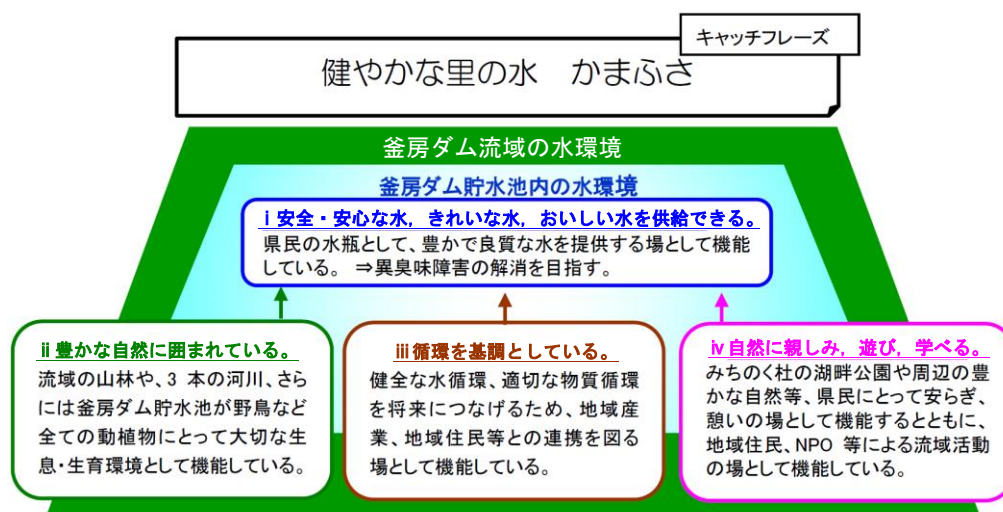 キャッチフレーズ
健やかな里の水　かまふさ
釜房ダム流域の水環境
釜房ダム貯水池内の水環境
ⅰ安全・安心な水，きれいな水，おいしい水を供給できる。
県民の水瓶として、豊かで良質な水を提供する場として機能
している。 ⇒異臭味障害の解消を目指す。
ⅱ豊かな自然に囲まれている。
流域の山林や、3 本の河川、さら
には釜房ダム貯水池が野鳥など
全ての動植物にとって大切な生
息・生育環境として機能している。
ⅲ循環を基調としている。
健全な水循環、適切な物質循環
を将来につなげるため、地域産
業、地域住民等との連携を図る
場として機能している。
ⅳ自然に親しみ，遊び，学べる。
みちのく杜の湖畔公園や周辺の豊
かな自然等、県民にとって安らぎ、
憩いの場として機能するとともに、
地域住民、NPO 等による流域活動
の場として機能している。